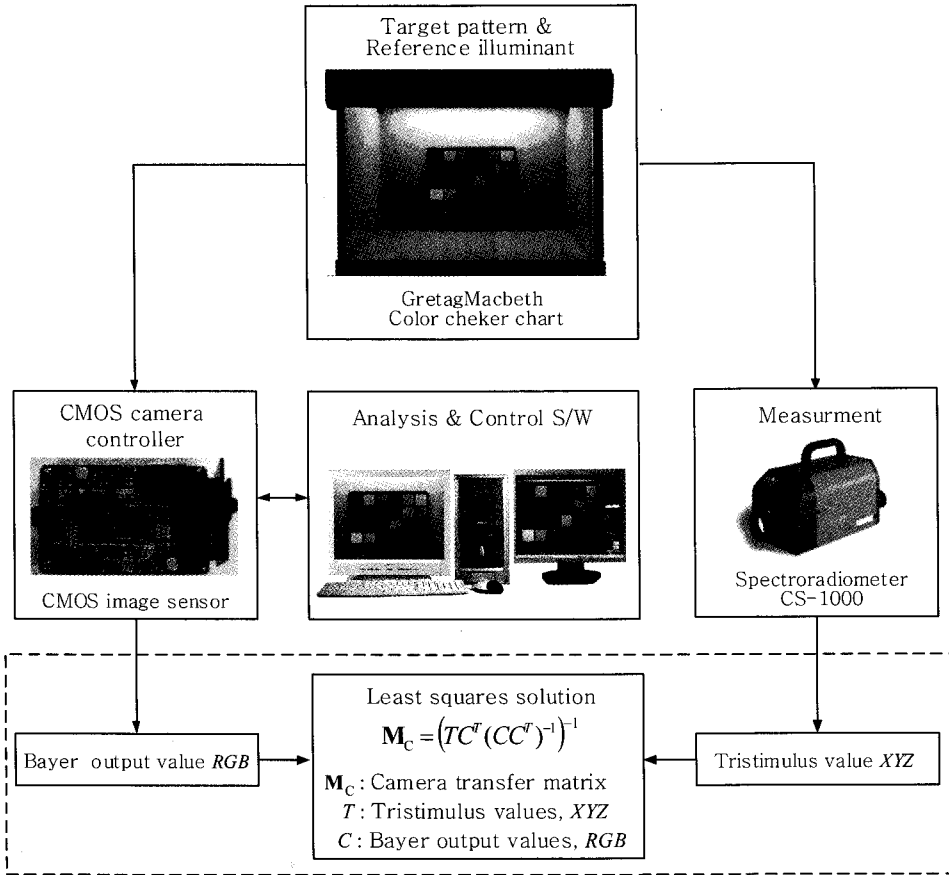 Target pattern &
Reference illuminant
GretagMacbeth
Color cheker chart
CMOS camera
controller
CMOS image sensor
Analysis & Control S/W
Measurment
Spectroradiometer
CS-1000
Bayer output value RGB
Least squares solution
M_C = (TC^T(CC^T)^-1)^-1
M_C : Camera transfer matrix
T : Tristimulus values, XYZ
C : Bayer output values, RGB
Tristimulus value XYZ